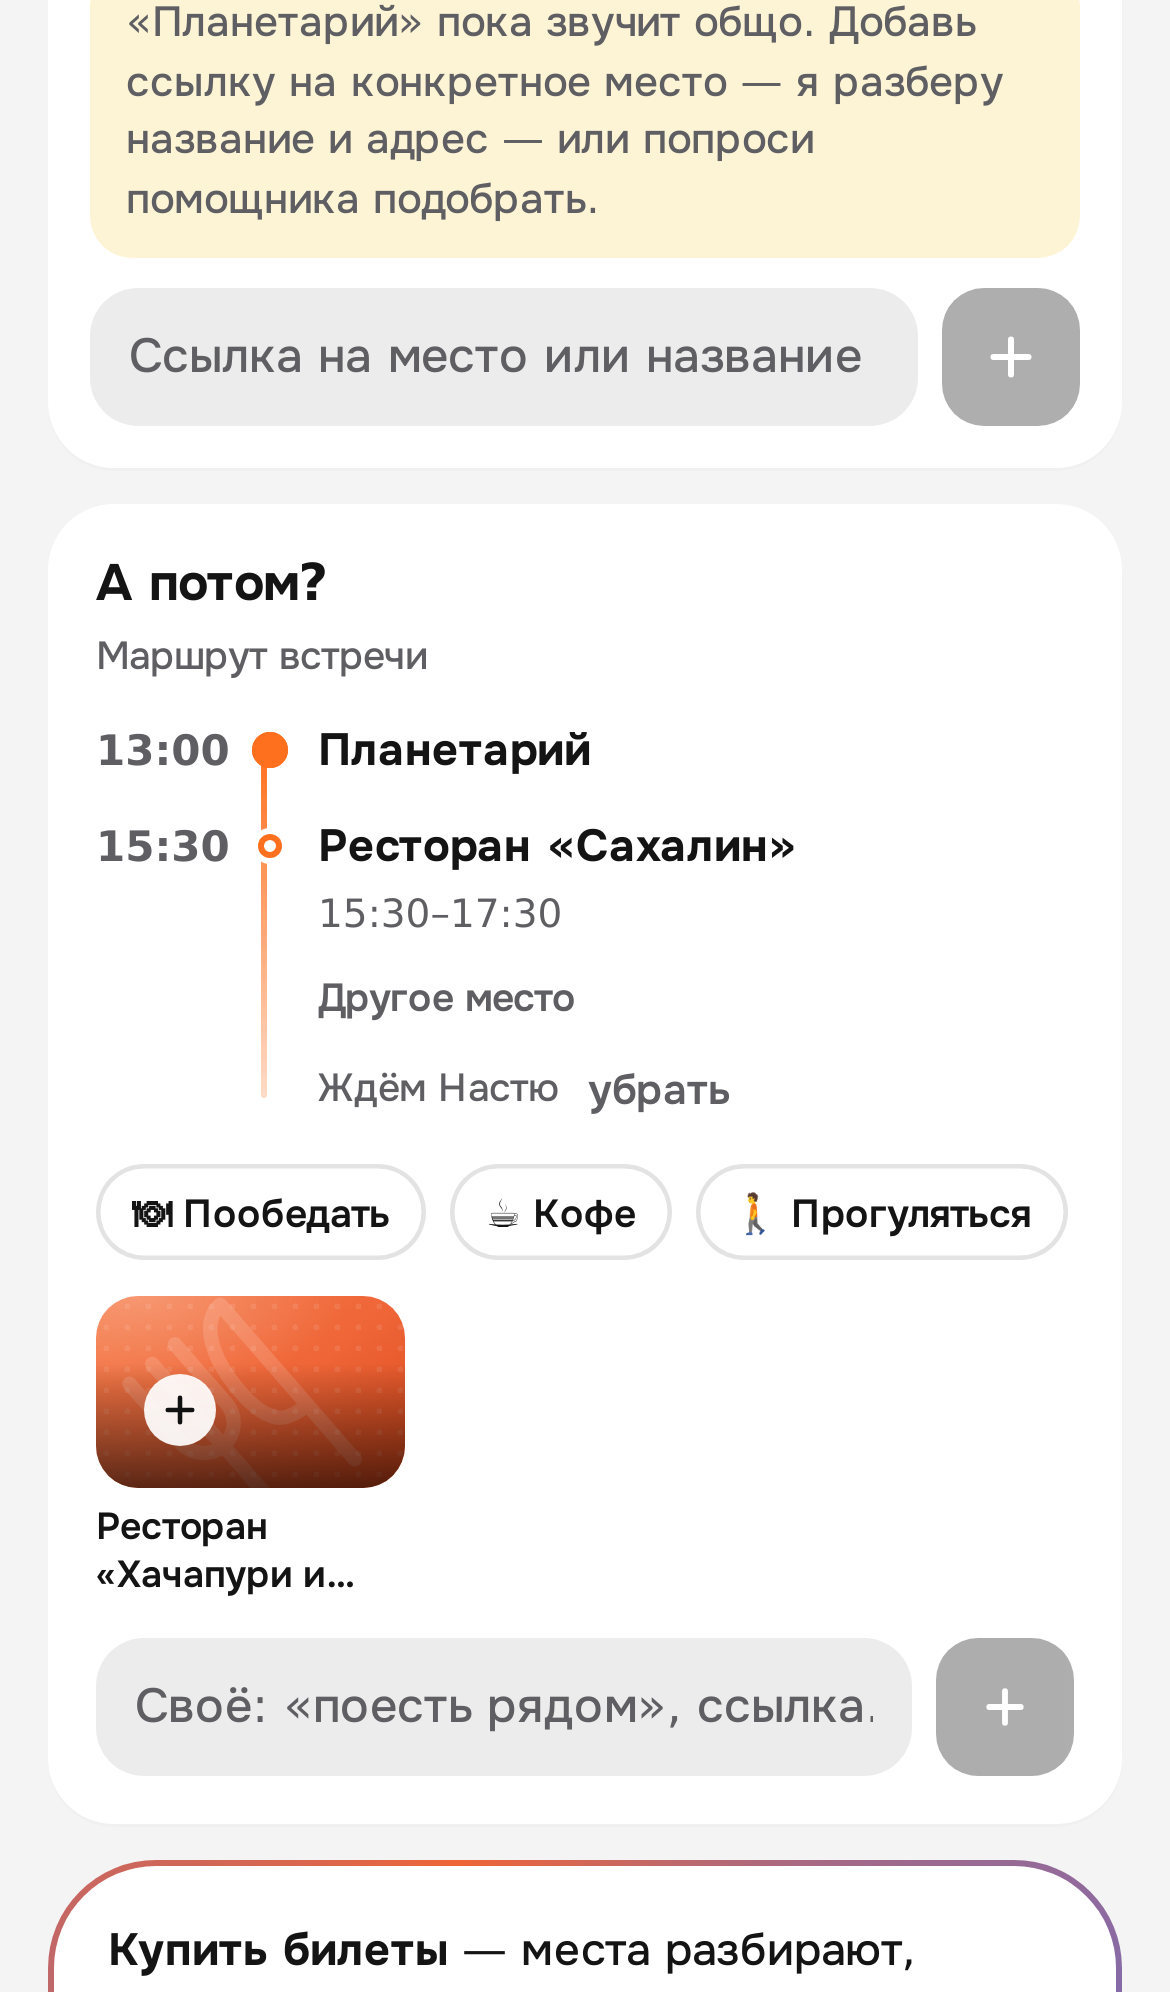 «Планетарий» пока звучит общо. Добавь
ссылку на конкретное место — я разберу
название и адрес — или попроси
помощника подобрать.
Ссылка на место или название
А потом?
Маршрут встречи
13:00 Планетарий
15:30 Ресторан «Сахалин»
15:30–17:30
Другое место
Ждём Настю убрать
🍽 Пообедать ☕ Кофе 🚶 Прогуляться
Ресторан
«Хачапури и...
Своё: «поесть рядом», ссылка.
Купить билеты — места разбирают,